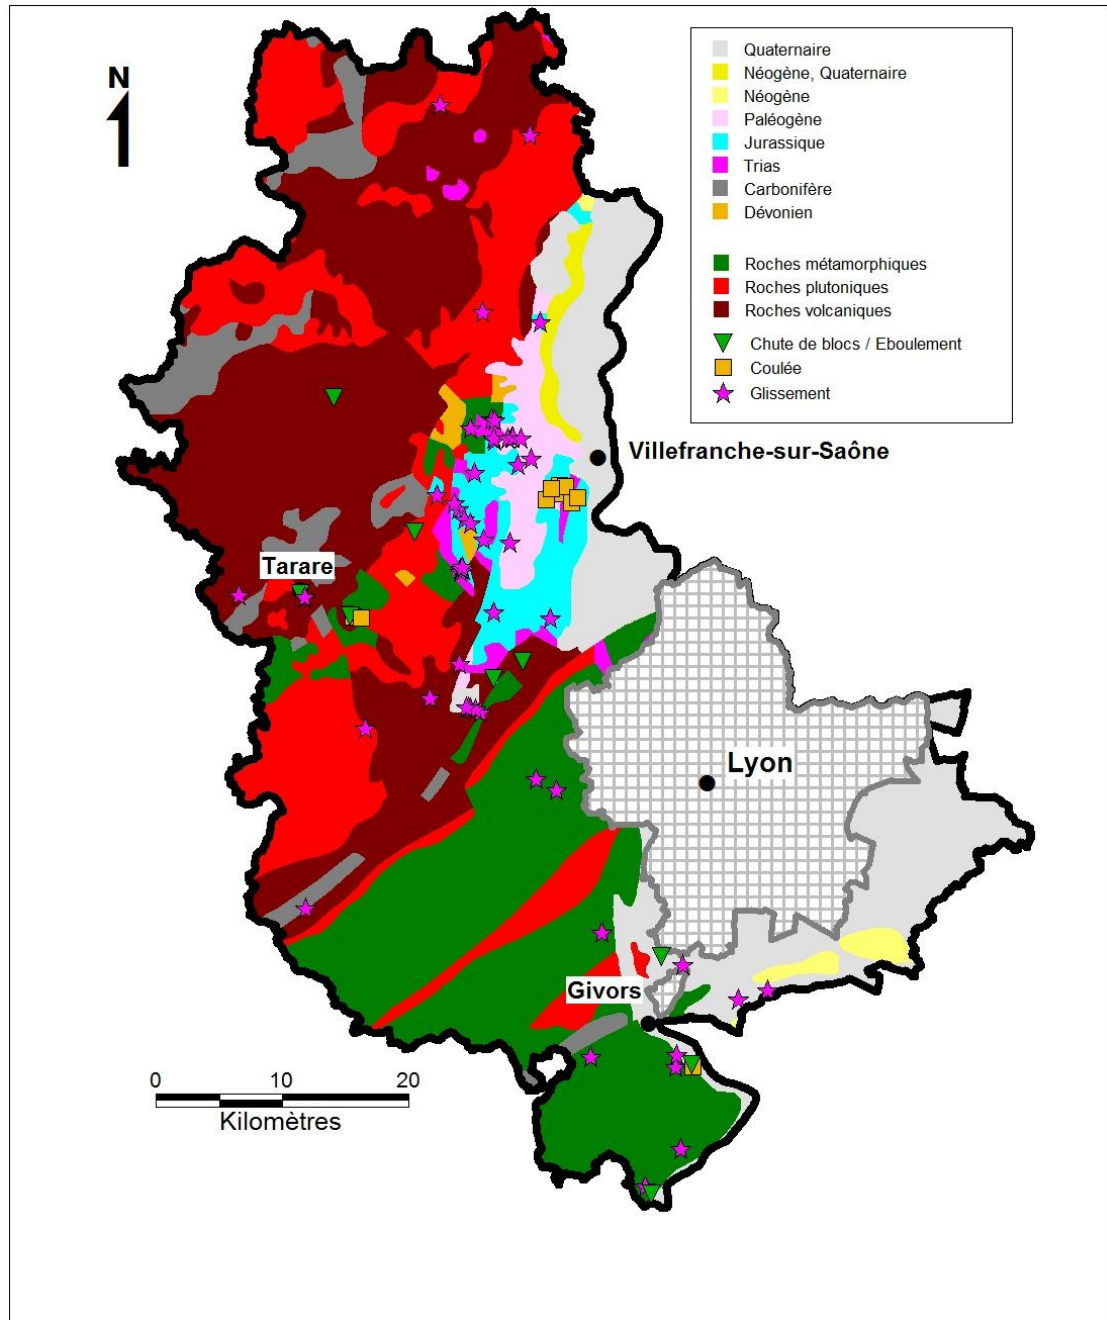 N
Quaternaire
Néogène, Quaternaire
Néogène
Paléogène
Jurassique
Trias
Carbonifère
Dévonien
Roches métamorphiques
Roches plutoniques
Roches volcaniques
Chute de blocs / Eboulement
Coulée
Glissement
Villefranche-sur-Saône
Tarare
Lyon
Givors
0 10 20
Kilomètres